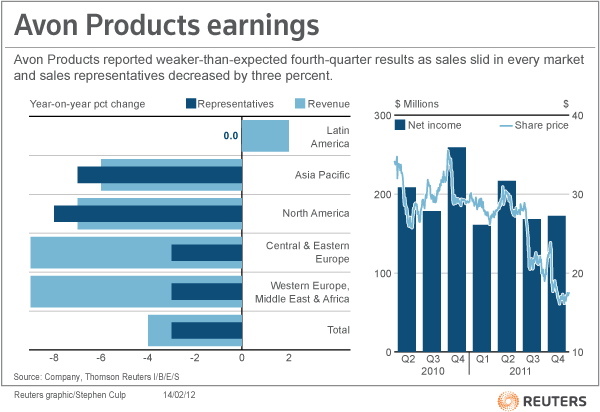 Avon Products earnings
Avon Products reported weaker-than-expected fourth-quarter results as sales slid in every market
and sales representatives decreased by three percent.
Year-on-year pct change
Representatives
Revenue
0.0
Latin
America
Asia Pacific
North America
Central & Eastern
Europe
Western Europe,
Middle East & Africa
Total
-8 -6 -4 -2 0 2
$ Millions $
300 40
Net income
Share price
200 30
100 20
0 10
Q2 Q3 Q4 Q1 Q2 Q3 Q4
2010 2011
Source: Company, Thomson Reuters I/B/E/S
Reuters graphic/Stephen Culp 14/02/12
REUTERS